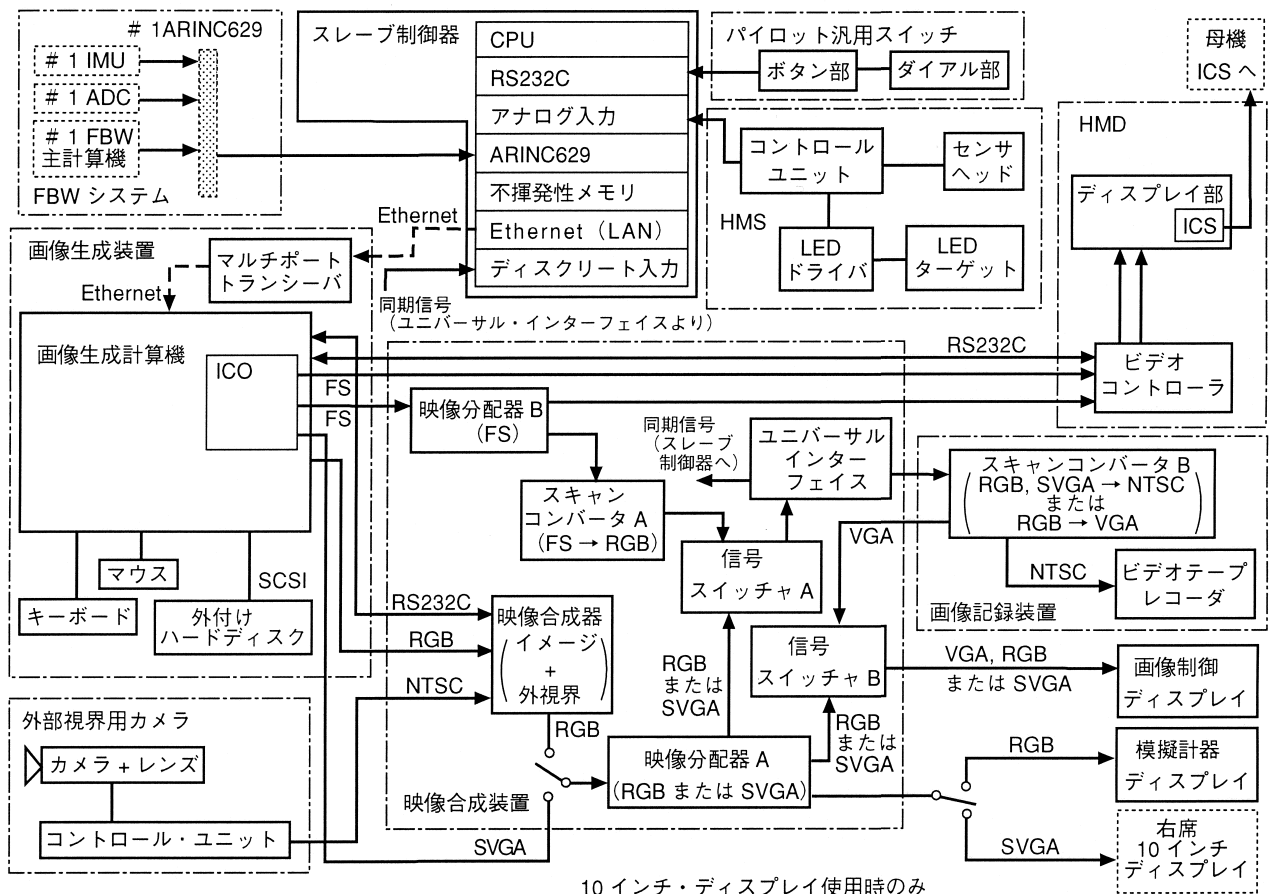 # 1ARINC629
# 1 IMU
# 1 ADC
# 1 FBW
主計算機
FBW システム
スレーブ制御器
CPU
RS232C
アナログ入力
ARINC629
不揮発性メモリ
Ethernet（LAN）
ディスクリート入力
パイロット汎用スイッチ
ボタン部
ダイアル部
コントロール
ユニット
センサ
ヘッド
HMS
LED
ドライバ
LED
ターゲット
母機
ICS へ
HMD
ディスプレイ部
ICS
ビデオ
コントローラ
Ethernet
同期信号
（ユニバーサル・インターフェイスより）
画像生成装置
マルチポート
トランシーバ
Ethernet
画像生成計算機
ICO
FS
FS
RS232C
マウス
キーボード
SCSI
外付け
ハードディスク
映像分配器 B
（FS）
スキャン
コンバータ A
（FS → RGB）
同期信号
（スレーブ
制御器へ）
ユニバーサル
インター
フェイス
信号
スイッチャ A
VGA
スキャンコンバータ B
（RGB, SVGA → NTSC
または
RGB → VGA）
NTSC
ビデオテープ
レコーダ
画像記録装置
RS232C
RGB
NTSC
映像合成器
（イメージ
+
外視界）
RGB
RGB
または
SVGA
信号
スイッチャ B
RGB
または
SVGA
VGA, RGB
または SVGA
画像制御
ディスプレイ
外部視界用カメラ
カメラ + レンズ
コントロール・ユニット
映像合成装置
映像分配器 A
（RGB または SVGA）
SVGA
RGB
模擬計器
ディスプレイ
SVGA
右席
10 インチ
ディスプレイ
10 インチ・ディスプレイ使用時のみ